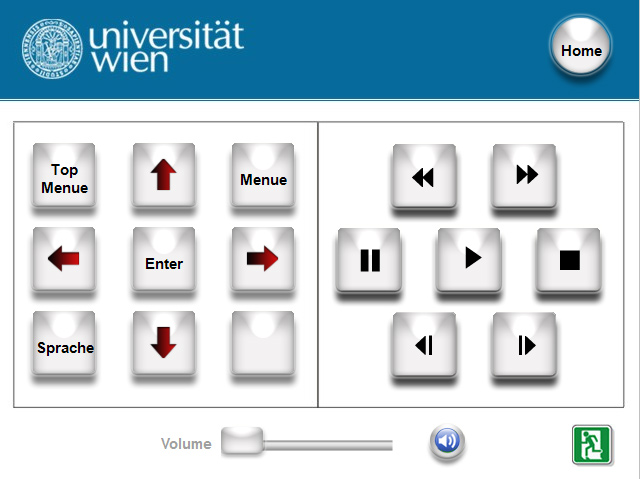 universität
wien
Home
Top
Menue
Menue
Enter
Sprache
Volume